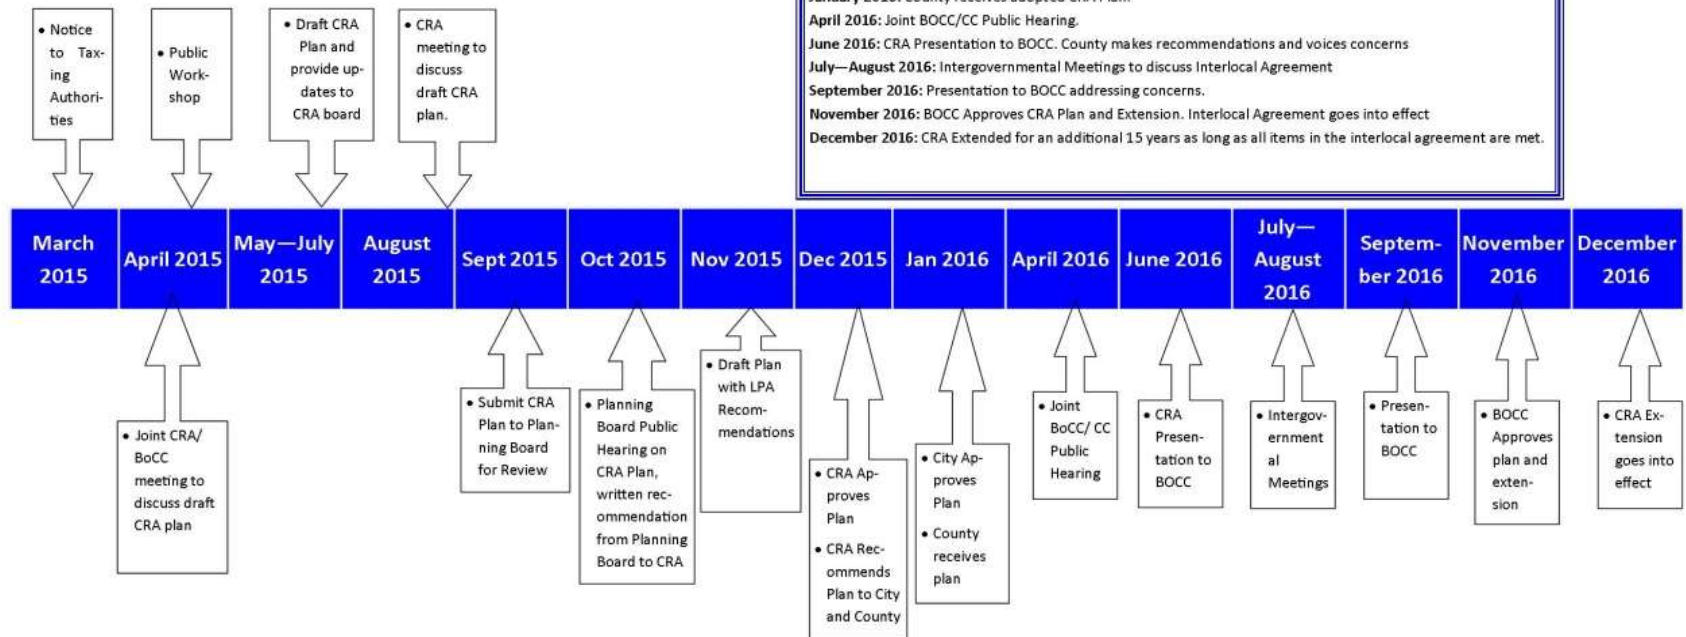 • Notice
to Tax-
ing
Authori-
ties
• Public
Work-
shop
• Draft CRA
Plan and
provide up-
dates to
CRA board
• CRA
meeting to
discuss
draft CRA
plan.
April 2016: Joint BOCC/CC Public Hearing.
June 2016: CRA Presentation to BOCC. County makes recommendations and voices concerns
July—August 2016: Intergovernmental Meetings to discuss Interlocal Agreement
September 2016: Presentation to BOCC addressing concerns.
November 2016: BOCC Approves CRA Plan and Extension. Interlocal Agreement goes into effect
December 2016: CRA Extended for an additional 15 years as long as all items in the interlocal agreement are met.
March
2015
April 2015
May—July
2015
August
2015
Sept 2015
Oct 2015
Nov 2015
Dec 2015
Jan 2016
April 2016
June 2016
July—
August
2016
Septem-
ber 2016
November
2016
December
2016
• Joint CRA/
BoCC
meeting to
discuss draft
CRA plan
• Submit CRA
Plan to Plan-
ning Board
for Review
• Planning
Board Public
Hearing on
CRA Plan,
written rec-
ommendation
from Planning
Board to CRA
• Draft Plan
with LPA
Recom-
mendations
• CRA Ap-
proves
Plan
• CRA Rec-
ommends
Plan to City
and County
• City Ap-
proves
Plan
• County
receives
plan
• Joint
BoCC/ CC
Public
Hearing
• CRA
Presen-
tation to
BOCC
• Intergov-
ernment
al
Meetings
• Presen-
tation to
BOCC
• BOCC
Approves
plan and
exten-
sion
• CRA Ex-
tension
goes into
effect